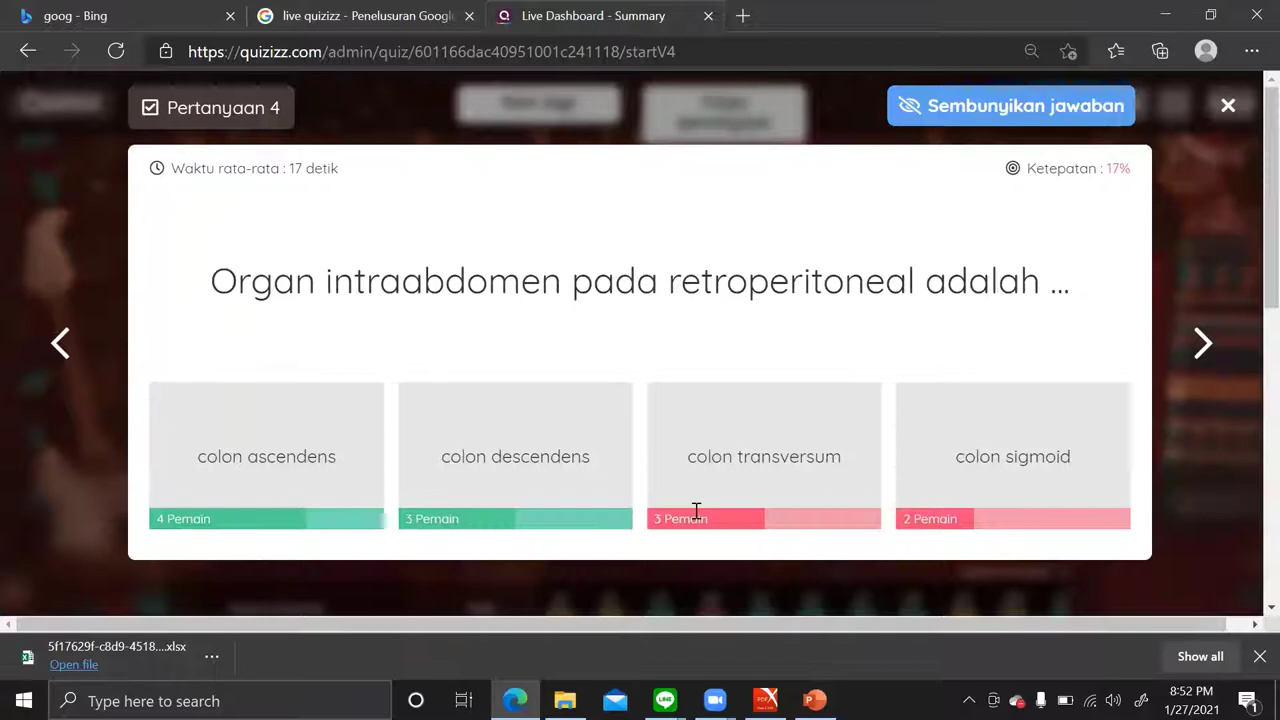 goog - Bing
live quizizz - Penelusuran Google
Live Dashboard - Summary
https://quizizz.com/admin/quiz/601166dac40951001c241118/startV4
Pertanyaan 4
Sembunyikan jawaban
Waktu rata-rata : 17 detik
Ketepatan : 17%
Organ intraabdomen pada retroperitoneal adalah ...
colon ascendens
colon descendens
colon transversum
colon sigmoid
4 Pemain
3 Pemain
3 Pemain
2 Pemain
5f17629f-c8d9-4518....xlsx
Open file
Show all
Type here to search
8:52 PM
1/27/2021